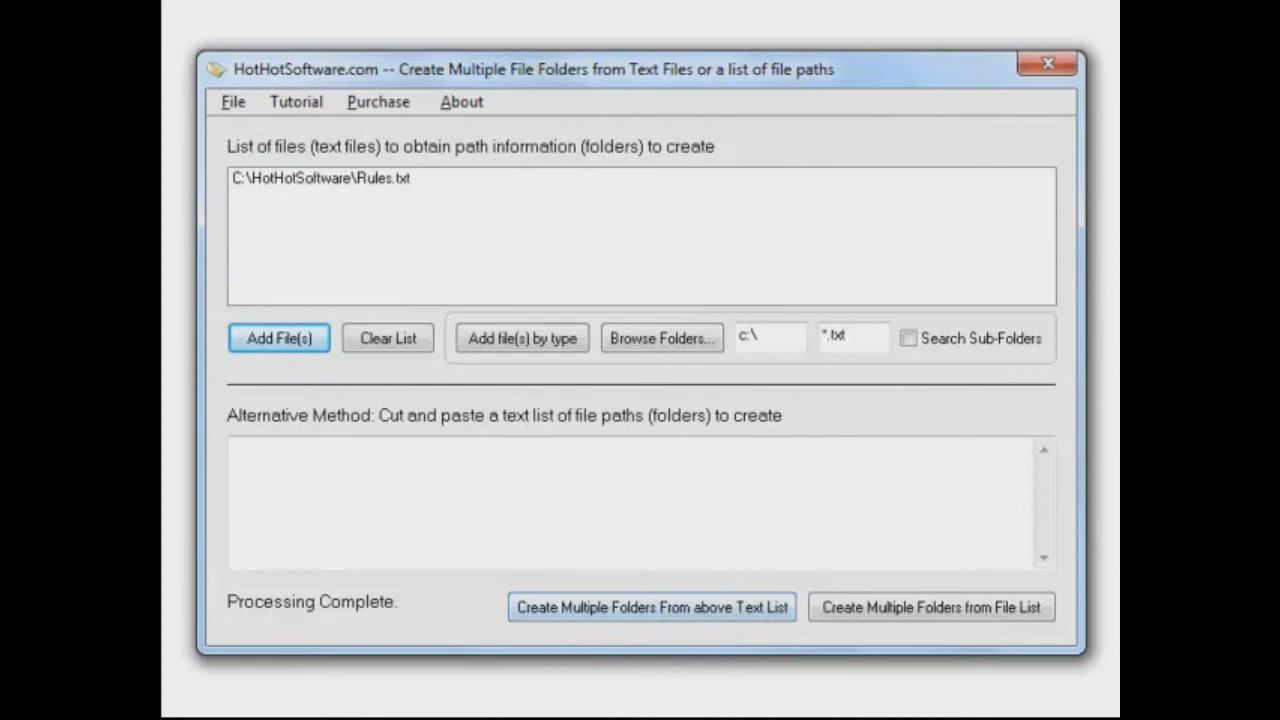 HotHotSoftware.com -- Create Multiple File Folders from Text Files or a list of file paths
File Tutorial Purchase About
List of files (text files) to obtain path information (folders) to create
C:\HotHotSoftware\Rules.txt
Add File(s) Clear List Add file(s) by type Browse Folders... c:\ *.txt Search Sub-Folders
Alternative Method: Cut and paste a text list of file paths (folders) to create
Processing Complete. Create Multiple Folders From above Text List Create Multiple Folders from File List